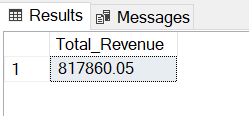 Results Messages
Total_Revenue
1 817860.05